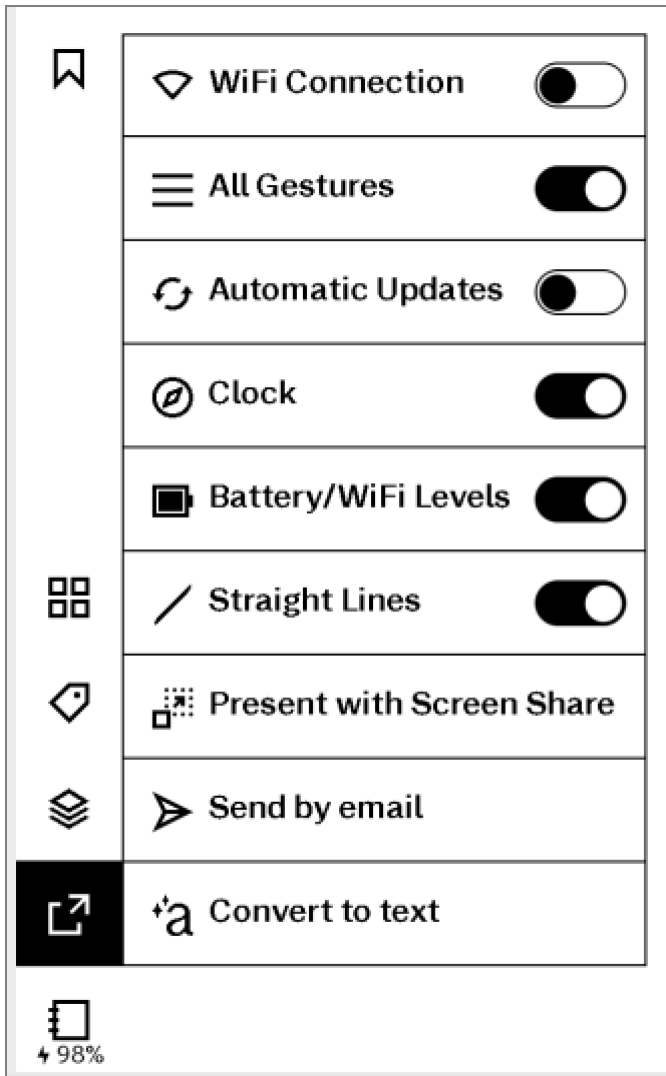 WiFi Connection
All Gestures
Automatic Updates
Clock
Battery/WiFi Levels
Straight Lines
Present with Screen Share
Send by email
Convert to text
98%